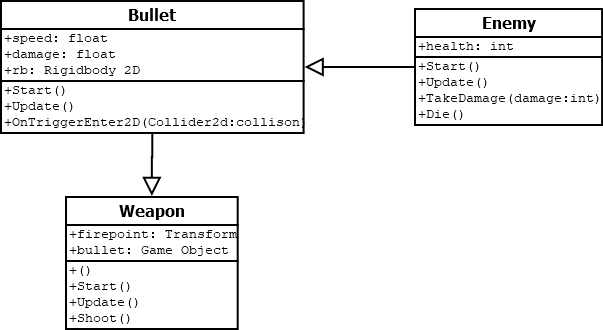 Bullet
+speed: float
+damage: float
+rb: Rigidbody 2D
+Start()
+Update()
+OnTriggerEnter2D(Collider2d:collison)
Enemy
+health: int
+Start()
+Update()
+TakeDamage(damage:int)
+Die()
Weapon
+firepoint: Transform
+bullet: Game Object
+()
+Start()
+Update()
+Shoot()